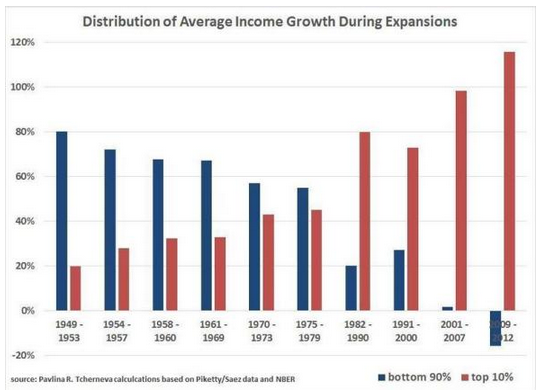 Distribution of Average Income Growth During Expansions
120%
100%
80%
60%
40%
20%
0%
-20%
1949 - 1954 - 1958 - 1961 - 1970 - 1975 - 1982 - 1991 - 2001 - 2009 -
1953 1957 1960 1969 1973 1979 1990 2000 2007 2012
source: Pavlina R. Tcherneva calculcations based on Piketty/Saez data and NBER
bottom 90% top 10%